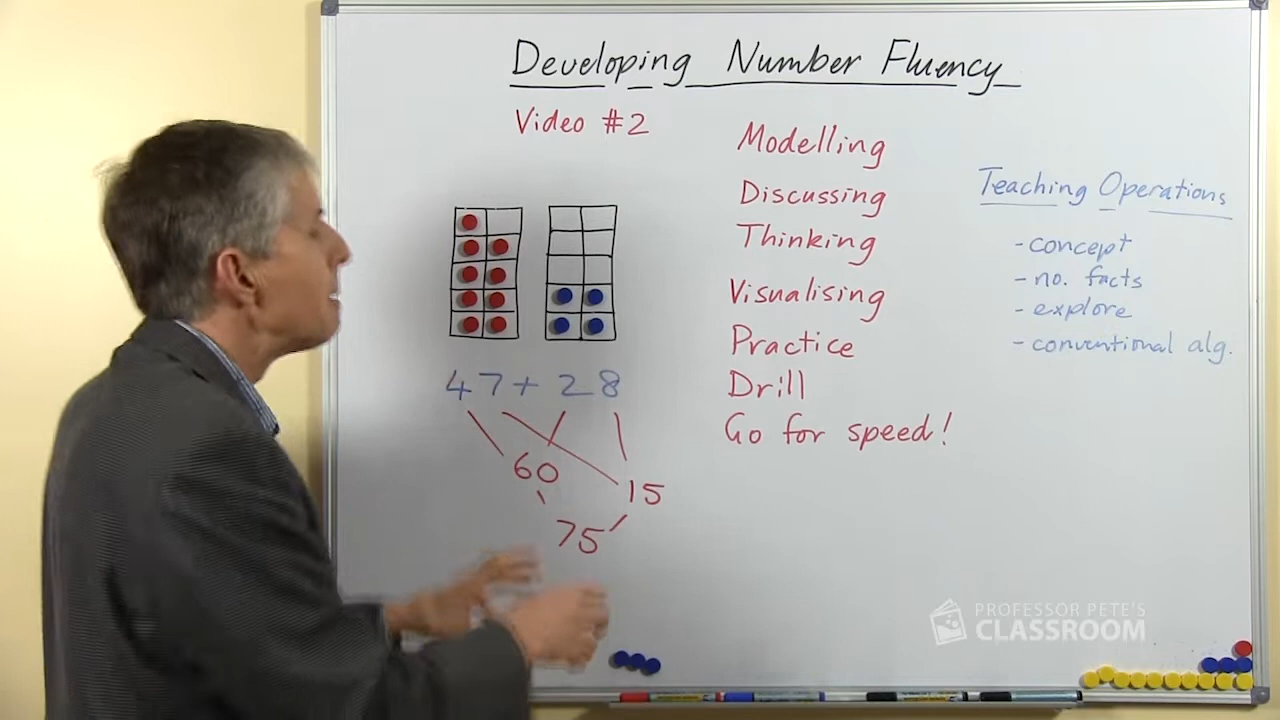 Developing Number Fluency
Video #2
Modelling
Discussing
Thinking
Visualising
Practice
Drill
Go for speed!
Teaching Operations
- concept
- no. facts
- explore
- conventional alg.
47 + 28
60
15
75
PROFESSOR PETE'S
CLASSROOM